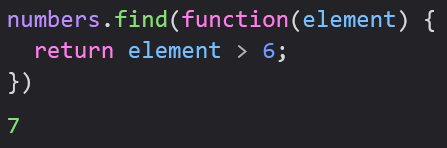 numbers.find(function(element) {
  return element > 6;
})
7